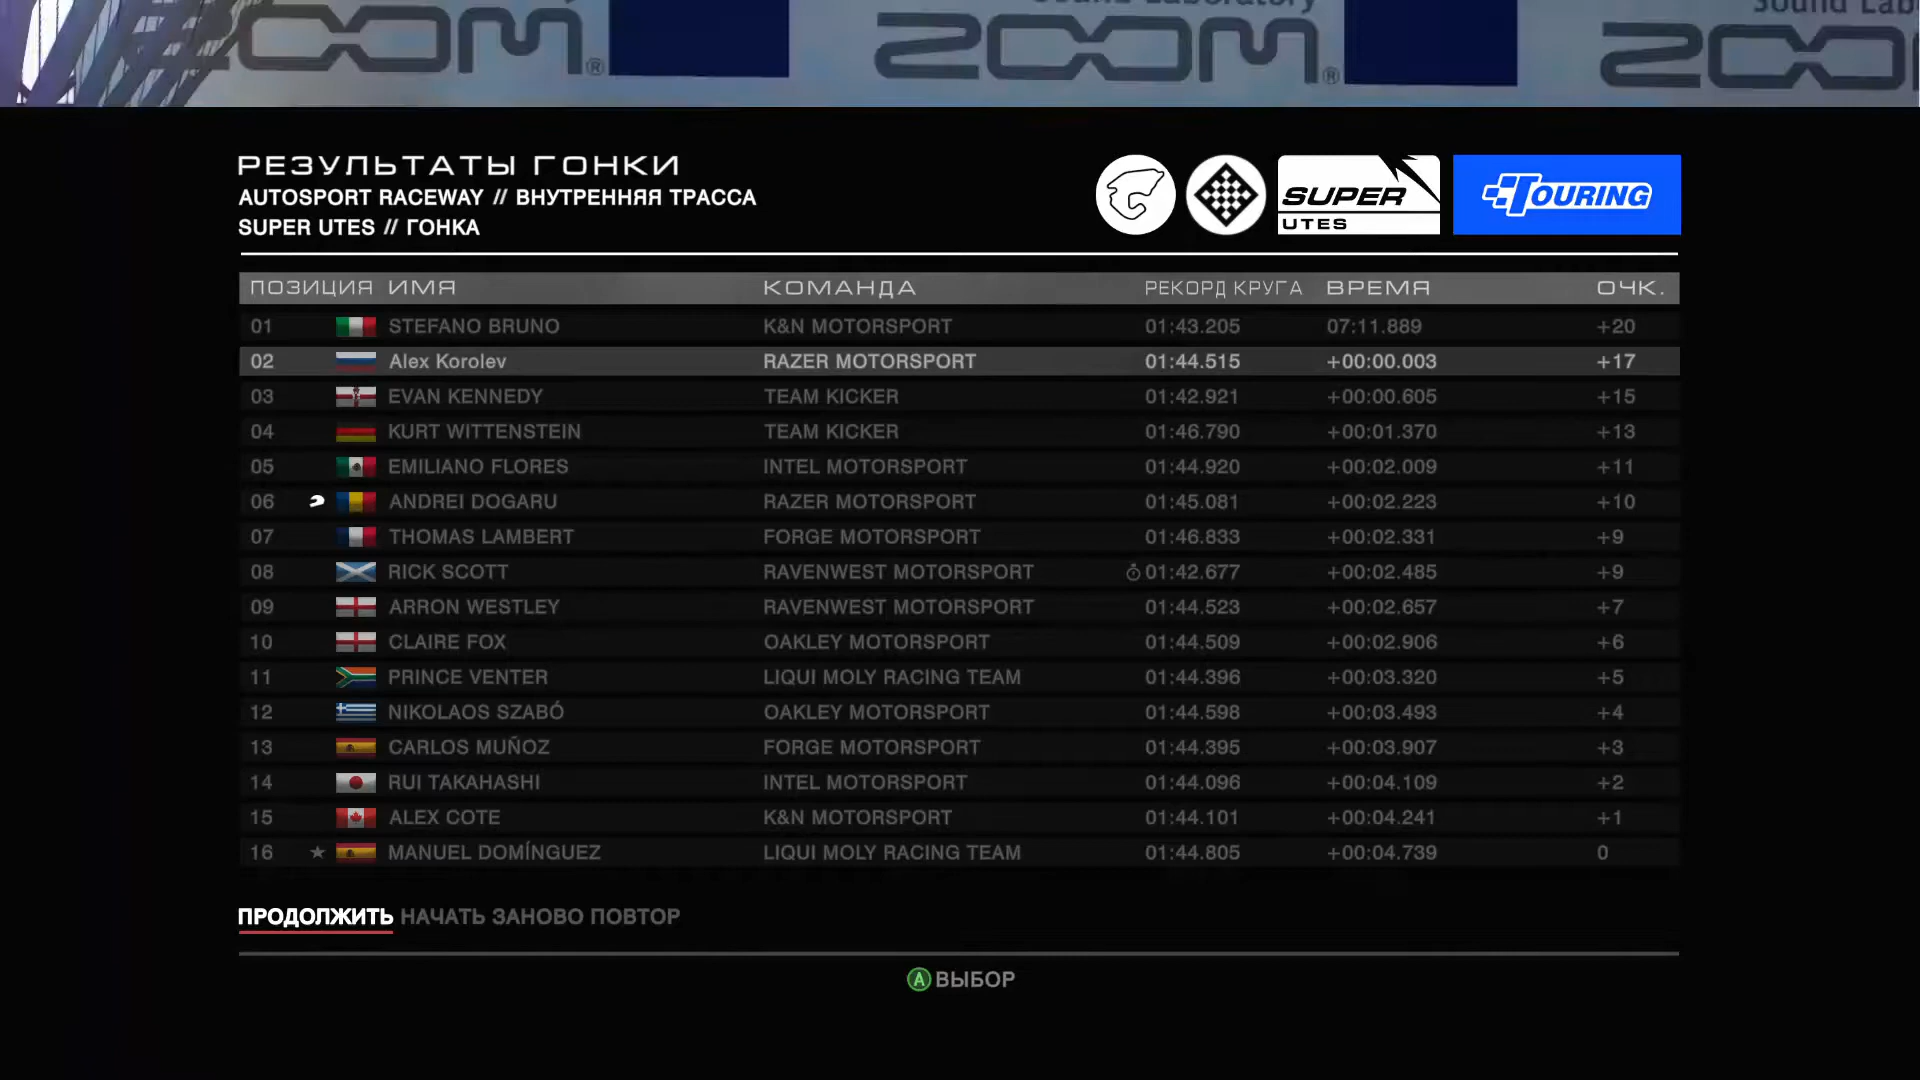 Sound Laboratory
Sound Lab
ZOOM® ZOOM® ZOOM
РЕЗУЛЬТАТЫ ГОНКИ
AUTOSPORT RACEWAY // ВНУТРЕННЯЯ ТРАССА
SUPER UTES // ГОНКА
SUPER UTES
TOURING
ПОЗИЦИЯ ИМЯ КОМАНДА РЕКОРД КРУГА ВРЕМЯ ОЧК.
01 STEFANO BRUNO K&N MOTORSPORT 01:43.205 07:11.889 +20
02 Alex Korolev RAZER MOTORSPORT 01:44.515 +00:00.003 +17
03 EVAN KENNEDY TEAM KICKER 01:42.921 +00:00.605 +15
04 KURT WITTENSTEIN TEAM KICKER 01:46.790 +00:01.370 +13
05 EMILIANO FLORES INTEL MOTORSPORT 01:44.920 +00:02.009 +11
06 ANDREI DOGARU RAZER MOTORSPORT 01:45.081 +00:02.223 +10
07 THOMAS LAMBERT FORGE MOTORSPORT 01:46.833 +00:02.331 +9
08 RICK SCOTT RAVENWEST MOTORSPORT 01:42.677 +00:02.485 +9
09 ARRON WESTLEY RAVENWEST MOTORSPORT 01:44.523 +00:02.657 +7
10 CLAIRE FOX OAKLEY MOTORSPORT 01:44.509 +00:02.906 +6
11 PRINCE VENTER LIQUI MOLY RACING TEAM 01:44.396 +00:03.320 +5
12 NIKOLAOS SZABÓ OAKLEY MOTORSPORT 01:44.598 +00:03.493 +4
13 CARLOS MUÑOZ FORGE MOTORSPORT 01:44.395 +00:03.907 +3
14 RUI TAKAHASHI INTEL MOTORSPORT 01:44.096 +00:04.109 +2
15 ALEX COTE K&N MOTORSPORT 01:44.101 +00:04.241 +1
16 MANUEL DOMÍNGUEZ LIQUI MOLY RACING TEAM 01:44.805 +00:04.739 0
ПРОДОЛЖИТЬ НАЧАТЬ ЗАНОВО ПОВТОР
A ВЫБОР